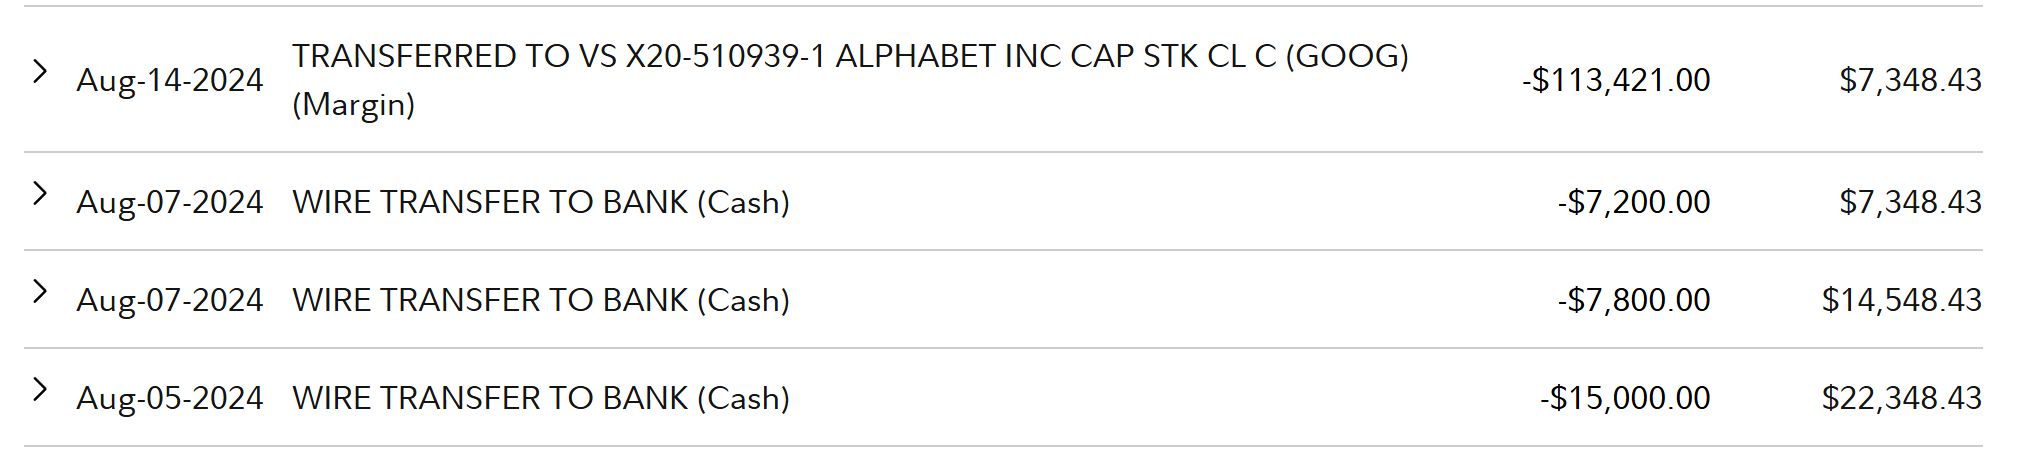 Aug-14-2024 TRANSFERRED TO VS X20-510939-1 ALPHABET INC CAP STK CL C (GOOG) -$113,421.00 $7,348.43
(Margin)
Aug-07-2024 WIRE TRANSFER TO BANK (Cash) -$7,200.00 $7,348.43
Aug-07-2024 WIRE TRANSFER TO BANK (Cash) -$7,800.00 $14,548.43
Aug-05-2024 WIRE TRANSFER TO BANK (Cash) -$15,000.00 $22,348.43